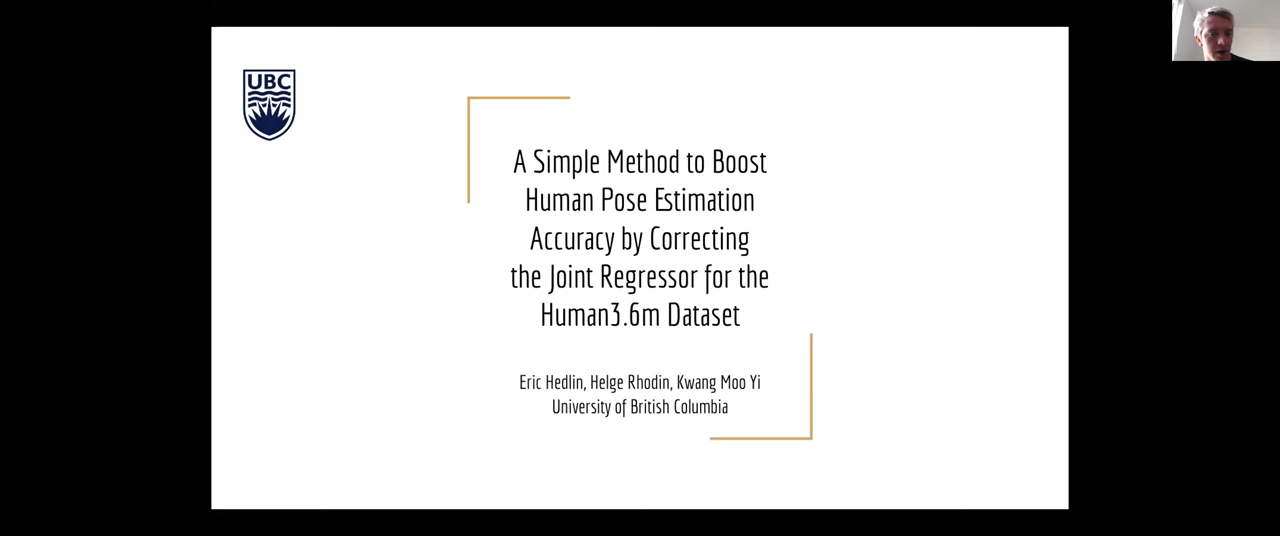 UBC
A Simple Method to Boost
Human Pose Estimation
Accuracy by Correcting
the Joint Regressor for the
Human3.6m Dataset
Eric Hedlin, Helge Rhodin, Kwang Moo Yi
University of British Columbia